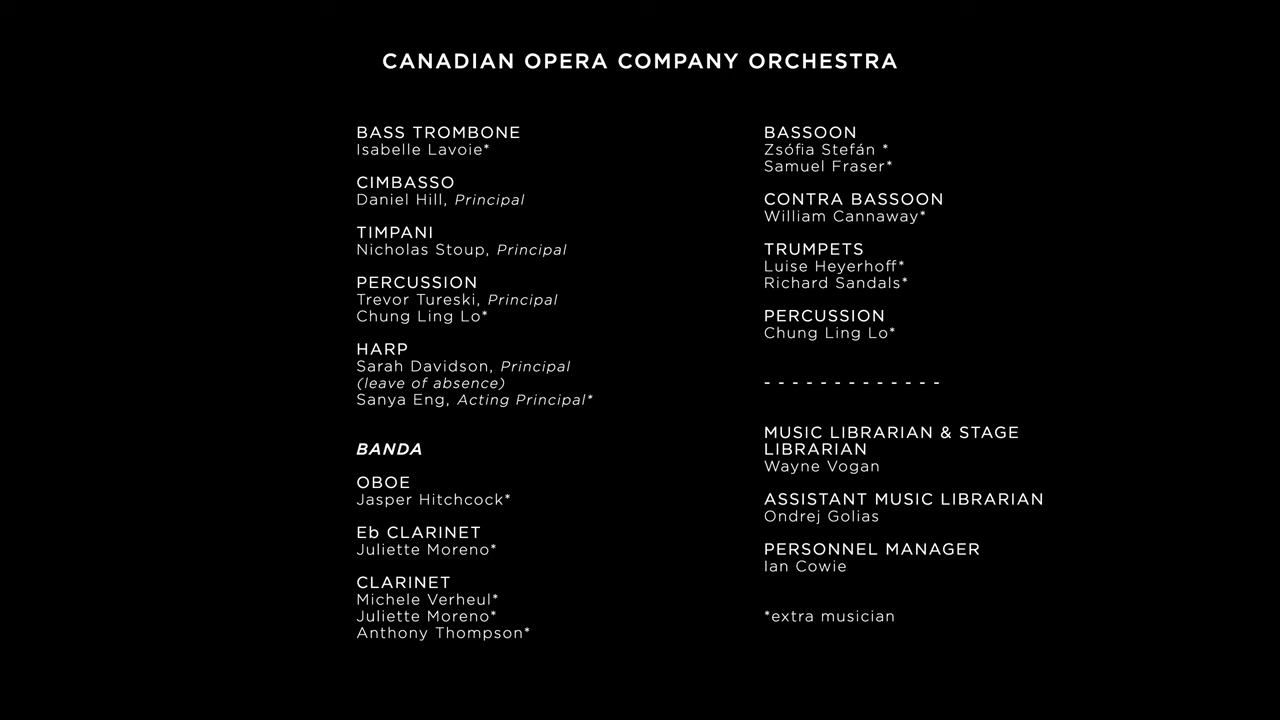 CANADIAN OPERA COMPANY ORCHESTRA
BASS TROMBONE
Isabelle Lavoie*
CIMBASSO
Daniel Hill, Principal
TIMPANI
Nicholas Stoup, Principal
PERCUSSION
Trevor Tureski, Principal
Chung Ling Lo*
HARP
Sarah Davidson, Principal
(leave of absence)
Sanya Eng, Acting Principal*
BANDA
OBOE
Jasper Hitchcock*
Eb CLARINET
Juliette Moreno*
CLARINET
Michele Verheul*
Juliette Moreno*
Anthony Thompson*
BASSOON
Zsófia Stefán *
Samuel Fraser*
CONTRA BASSOON
William Cannaway*
TRUMPETS
Luise Heyerhoff*
Richard Sandals*
PERCUSSION
Chung Ling Lo*
- - - - - - - - - - - - -
MUSIC LIBRARIAN & STAGE
LIBRARIAN
Wayne Vogan
ASSISTANT MUSIC LIBRARIAN
Ondrej Golias
PERSONNEL MANAGER
Ian Cowie
*extra musician